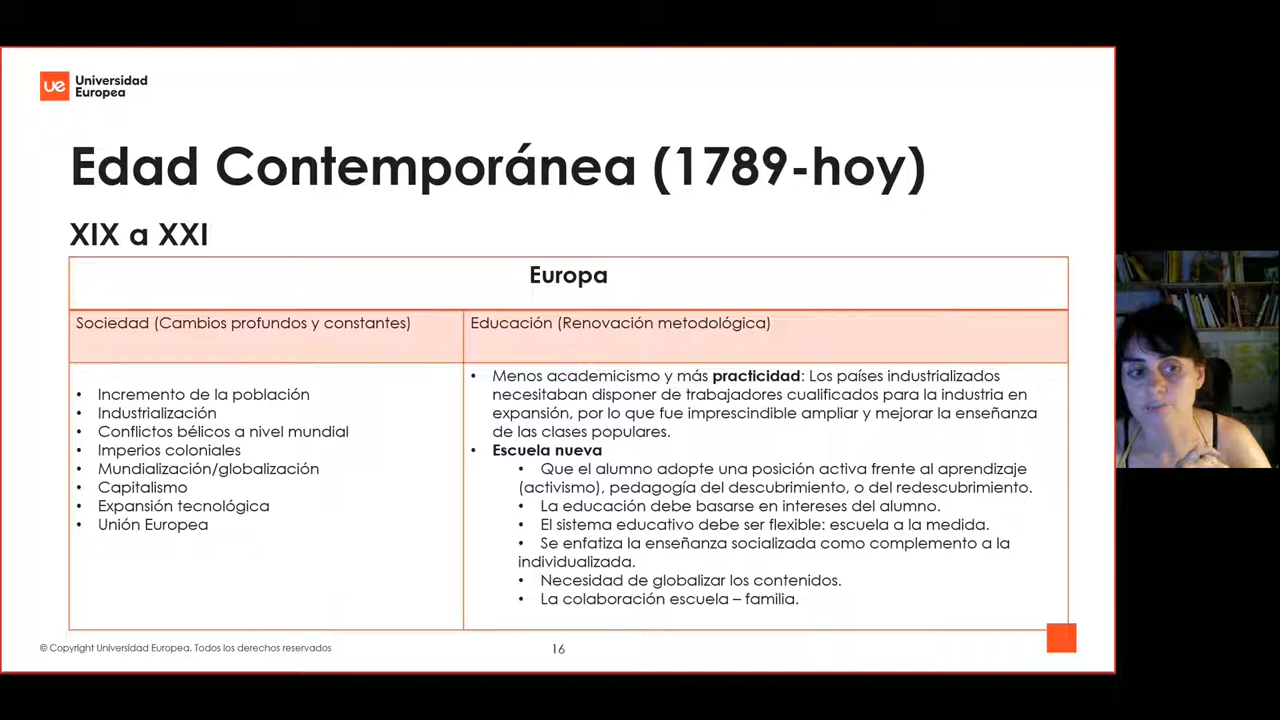 ue Universidad
Europea
Edad Contemporánea (1789-hoy)
XIX a XXI
Europa
Sociedad (Cambios profundos y constantes)
Educación (Renovación metodológica)
• Incremento de la población
• Industrialización
• Conflictos bélicos a nivel mundial
• Imperios coloniales
• Mundialización/globalización
• Capitalismo
• Expansión tecnológica
• Unión Europea
• Menos academicismo y más practicidad: Los países industrializados
necesitaban disponer de trabajadores cualificados para la industria en
expansión, por lo que fue imprescindible ampliar y mejorar la enseñanza
de las clases populares.
• Escuela nueva
• Que el alumno adopte una posición activa frente al aprendizaje
(activismo), pedagogía del descubrimiento, o del redescubrimiento.
• La educación debe basarse en intereses del alumno.
• El sistema educativo debe ser flexible: escuela a la medida.
• Se enfatiza la enseñanza socializada como complemento a la
individualizada.
• Necesidad de globalizar los contenidos.
• La colaboración escuela – familia.
© Copyright Universidad Europea. Todos los derechos reservados
16